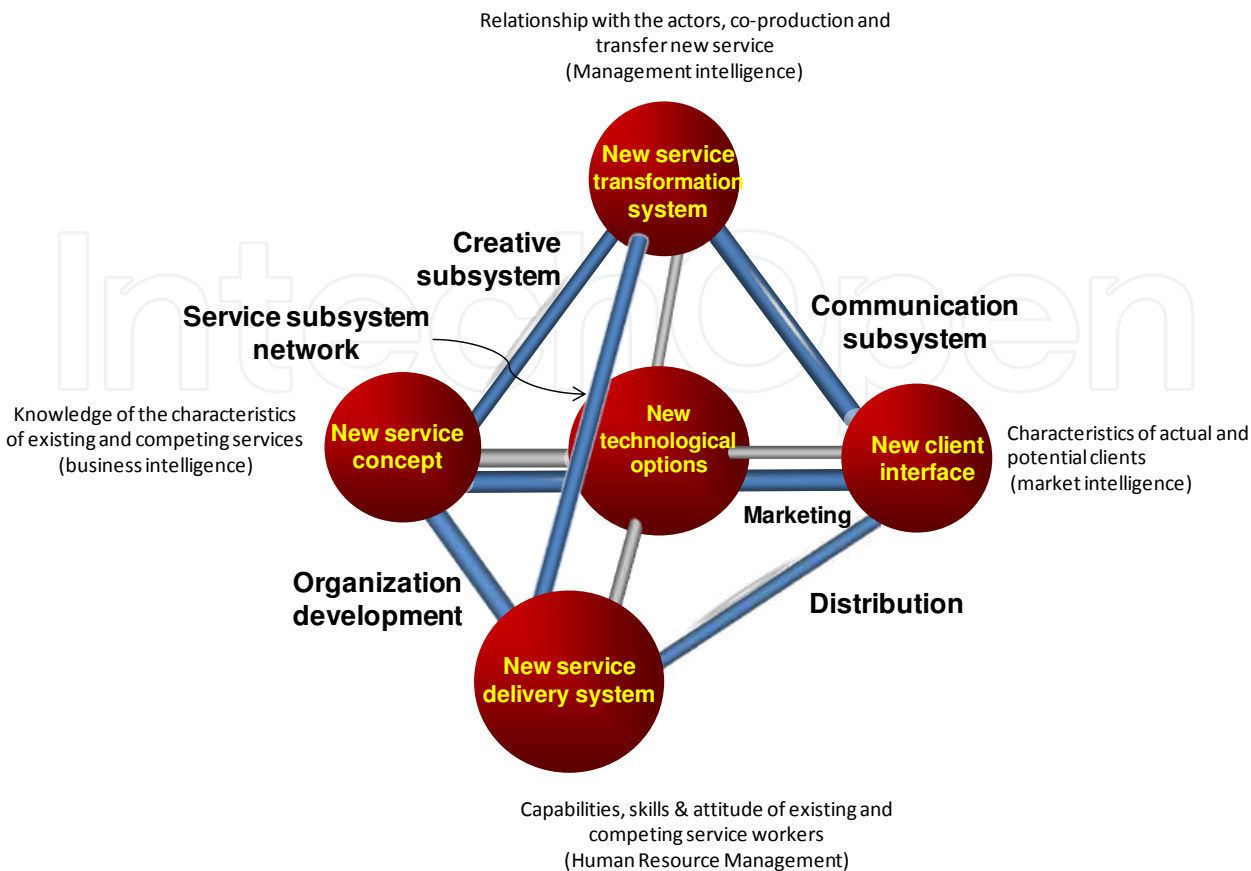 Relationship with the actors, co-production and
transfer new service
(Management intelligence)
New service
transformation
system
Creative
subsystem
Service subsystem
network
Communication
subsystem
IntechOpen
Knowledge of the characteristics
of existing and competing services
(business intelligence)
New service
concept
New
technological
options
New client
interface
Characteristics of actual and
potential clients
(market intelligence)
Marketing
Organization
development
Distribution
New service
delivery system
Capabilities, skills & attitude of existing and
competing service workers
(Human Resource Management)